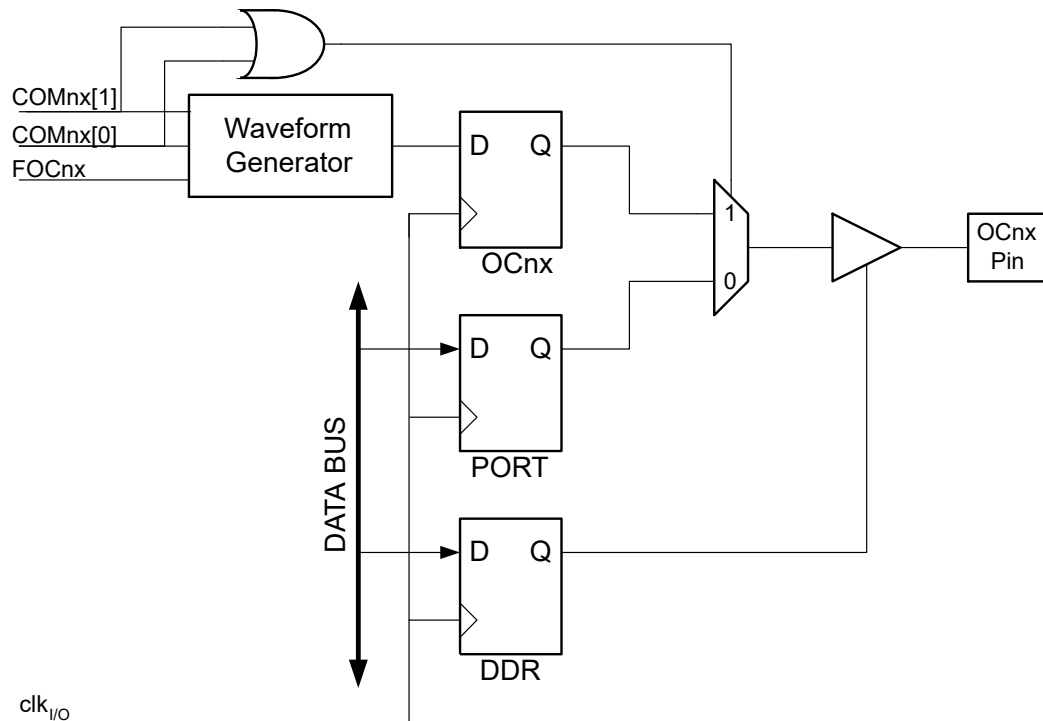 COMnx[1]
COMnx[0]
FOCnx
Waveform
Generator
D Q
OCnx
1
0
OCnx
Pin
DATA BUS
D Q
PORT
D Q
DDR
clkI/O